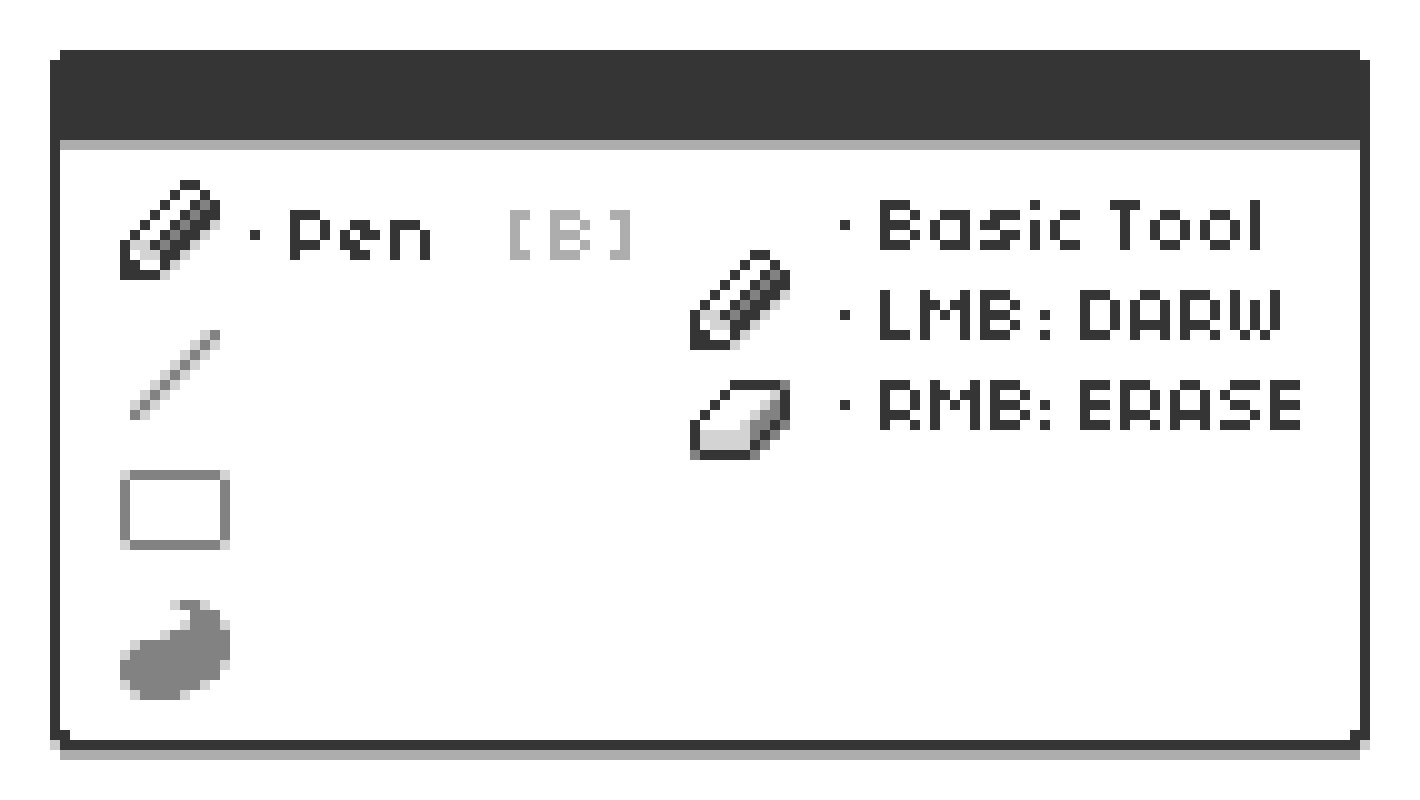 · Pen [B]
· Basic Tool
· LMB: DARW
· RMB: ERASE